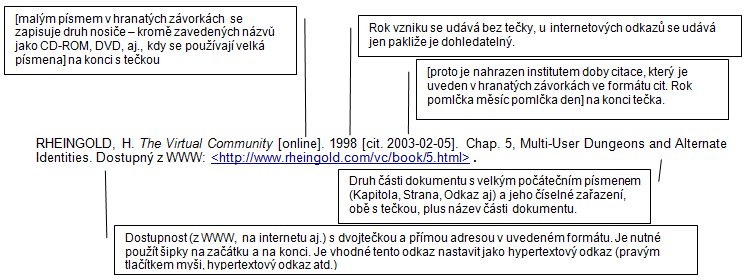 [malým písmem v hranatých závorkách se
zapisuje druh nosiče – kromě zavedených názvů
jako CD-ROM, DVD, aj., kdy se používají velká
písmena] na konci s tečkou
Rok vzniku se udává bez tečky, u internetových odkazů se udává
jen pakliže je dohledatelný.
[proto je nahrazen institutem doby citace, který je
uveden v hranatých závorkách ve formátu cit. Rok
pomlčka měsíc pomlčka den] na konci tečka.
RHEINGOLD, H. The Virtual Community [online]. 1998 [cit. 2003-02-05]. Chap. 5, Multi-User Dungeons and Alternate
Identities. Dostupný z WWW: <http://www.rheingold.com/vc/book/5.html> .
Druh části dokumentu s velkým počátečním písmenem
(Kapitola, Strana, Odkaz aj) a jeho číselné zařazení,
obě s tečkou, plus název části dokumentu.
Dostupnost (z WWW, na internetu aj.) s dvojtečkou a přímou adresou v uvedeném formátu. Je nutné
použít šipky na začátku a na konci. Je vhodné tento odkaz nastavit jako hypertextový odkaz (pravým
tlačítkem myši, hypertextový odkaz atd.)